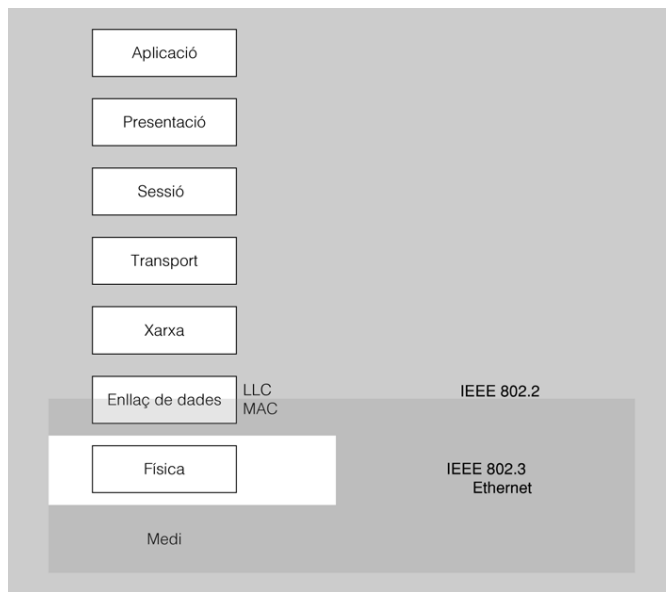 Aplicació
Presentació
Sessió
Transport
Xarxa
Enllaç de dades
LLC
MAC
IEEE 802.2
Física
IEEE 802.3
Ethernet
Medi